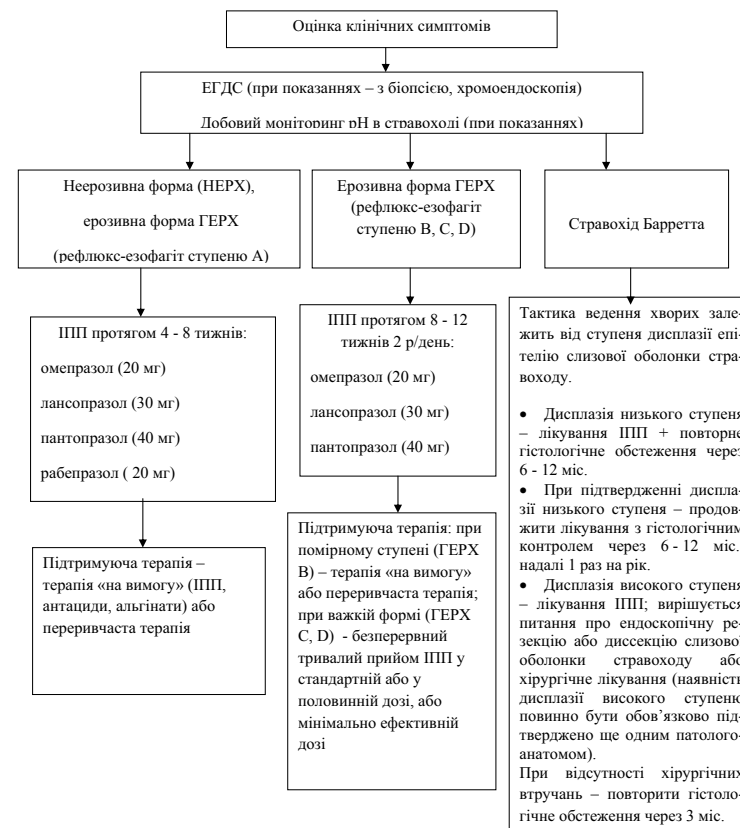 Оцінка клінічних симптомів
ЕГДС (при показаннях – з біопсією, хромоендоскопія)
Добовий моніторинг рН в стравоході (при показаннях)
Неерозивна форма (НЕРХ),
ерозивна форма ГЕРХ
(рефлюкс-езофагіт ступеню А)
Ерозивна форма ГЕРХ
(рефлюкс-езофагіт
ступеню В, С, D)
Стравохід Барретта
ІПП протягом 4 - 8 тижнів:
омепразол (20 мг)
лансопразол (30 мг)
пантопразол (40 мг)
рабепразол ( 20 мг)
ІПП протягом 8 - 12
тижнів 2 р/день:
омепразол (20 мг)
лансопразол (30 мг)
пантопразол (40 мг)
Тактика ведення хворих зале-
жить від ступеня дисплазії епі-
телію слизової оболонки стра-
воходу.
• Дисплазія низького ступеня
– лікування ІПП + повторне
гістологічне обстеження через
6 - 12 міс.
• При підтвердженні диспла-
зії низького ступеня – продов-
жити лікування з гістологічним
контролем через 6 - 12 міс.
надалі 1 раз на рік.
• Дисплазія високого ступеня
– лікування ІПП; вирішується
питання про ендоскопічну ре-
зекцію або диссекцію слизової
оболонки стравоходу або
хірургічне лікування (наявність
дисплазії високого ступеню
повинно бути обов’язково під-
тверджено ще одним патолого-
анатомом).
При відсутності хірургічних
втручань – повторити гістоло-
гічне обстеження через 3 міс.
Підтримуюча терапія –
терапія «на вимогу» (ІПП,
антациди, альгінати) або
переривчаста терапія
Підтримуюча терапія: при
помірному ступені (ГЕРХ
В) – терапія «на вимогу»
або переривчаста терапія;
при важкій формі (ГЕРХ
С, D) - безперервний
тривалий прийом ІПП у
стандартній або у
половинній дозі, або
мінімально ефективній
дозі